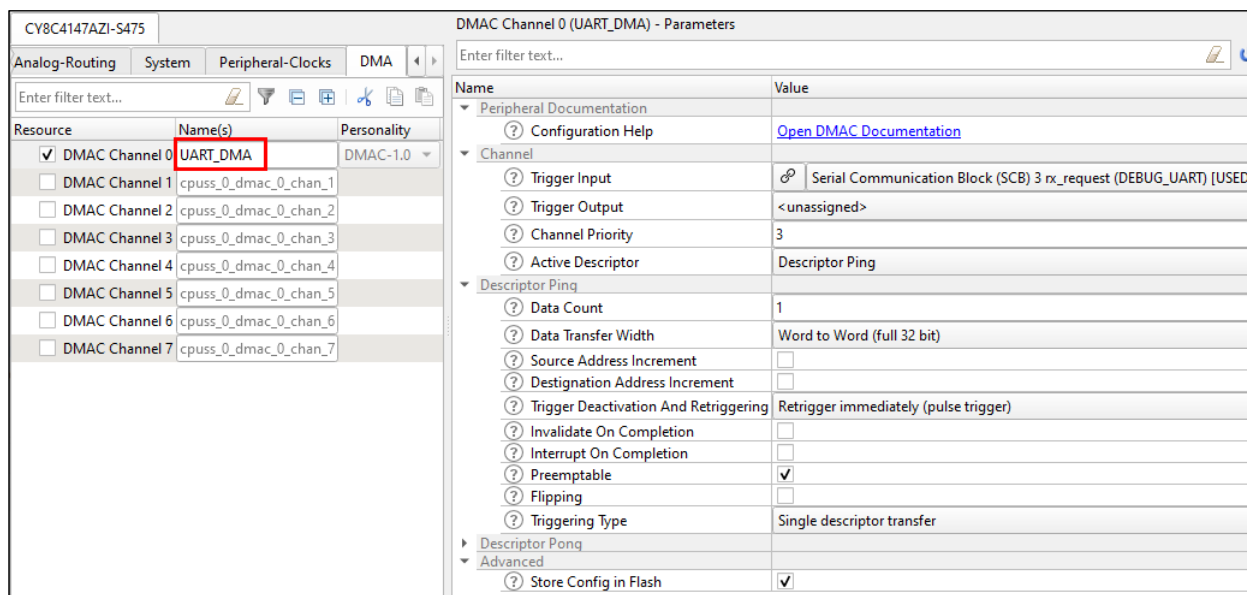 CY8C4147AZI-S475
Analog-Routing System Peripheral-Clocks DMA
Enter filter text...
Resource Name(s) Personality
DMAC Channel 0 UART_DMA DMAC-1.0
DMAC Channel 1 cpuss_0_dmac_0_chan_1
DMAC Channel 2 cpuss_0_dmac_0_chan_2
DMAC Channel 3 cpuss_0_dmac_0_chan_3
DMAC Channel 4 cpuss_0_dmac_0_chan_4
DMAC Channel 5 cpuss_0_dmac_0_chan_5
DMAC Channel 6 cpuss_0_dmac_0_chan_6
DMAC Channel 7 cpuss_0_dmac_0_chan_7
DMAC Channel 0 (UART_DMA) - Parameters
Enter filter text...
Name Value
Peripheral Documentation
? Configuration Help Open DMAC Documentation
Channel
? Trigger Input Serial Communication Block (SCB) 3 rx_request (DEBUG_UART) [USED
? Trigger Output <unassigned>
? Channel Priority 3
? Active Descriptor Descriptor Ping
Descriptor Ping
? Data Count 1
? Data Transfer Width Word to Word (full 32 bit)
? Source Address Increment
? Destignation Address Increment
? Trigger Deactivation And Retriggering Retrigger immediately (pulse trigger)
? Invalidate On Completion
? Interrupt On Completion
? Preemptable
? Flipping
? Triggering Type Single descriptor transfer
Descriptor Pong
Advanced
? Store Config in Flash